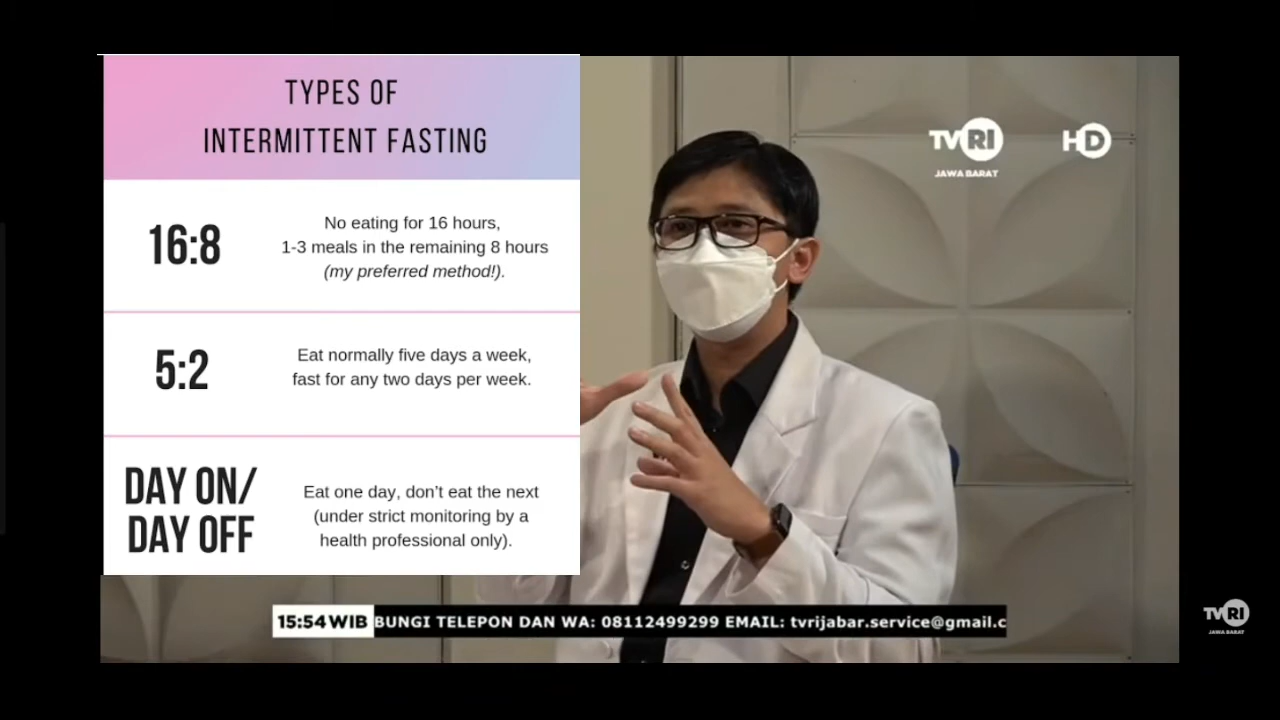 TYPES OF
INTERMITTENT FASTING
16:8
No eating for 16 hours,
1-3 meals in the remaining 8 hours
(my preferred method!).
5:2
Eat normally five days a week,
fast for any two days per week.
DAY ON/
DAY OFF
Eat one day, don't eat the next
(under strict monitoring by a
health professional only).
TVRI
JAWA BARAT
HD
15:54 WIB
BUNGI TELEPON DAN WA: 08112499299 EMAIL: tvrijabar.service@gmail.c
TVRI
JAWA BARAT